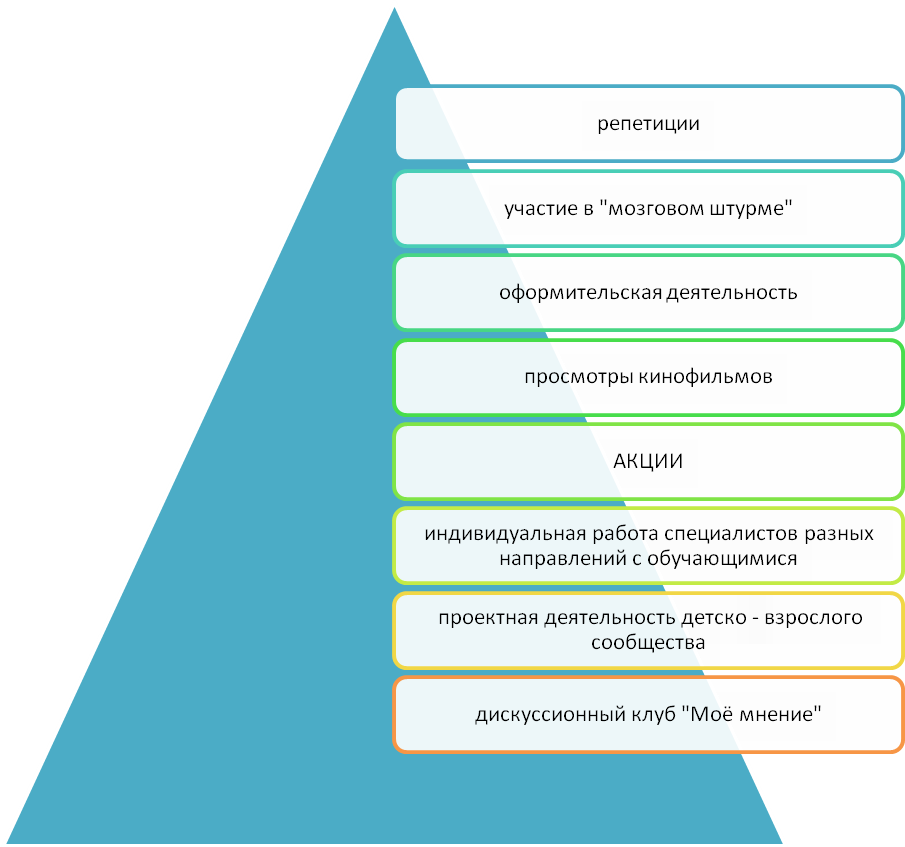 репетиции
участие в "мозговом штурме"
оформительская деятельность
просмотры кинофильмов
АКЦИИ
индивидуальная работа специалистов разных
направлений с обучающимися
проектная деятельность детско - взрослого
сообщества
дискуссионный клуб "Моё мнение"